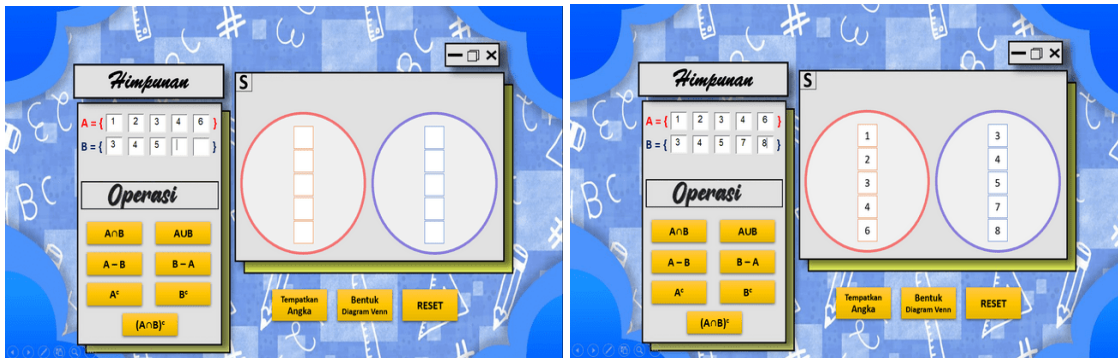 Himpunan
S
A = { 1 2 3 4 6 }
B = { 3 4 5 }
Operasi
A∩B A∪B
A – B B – A
Aᶜ Bᶜ
(A∩B)ᶜ
Tempatkan
Angka
Bentuk
Diagram Venn
RESET
Himpunan
S
A = { 1 2 3 4 6 }
B = { 3 4 5 7 8 }
1
2
3
4
6
3
4
5
7
8
Operasi
A∩B A∪B
A – B B – A
Aᶜ Bᶜ
(A∩B)ᶜ
Tempatkan
Angka
Bentuk
Diagram Venn
RESET